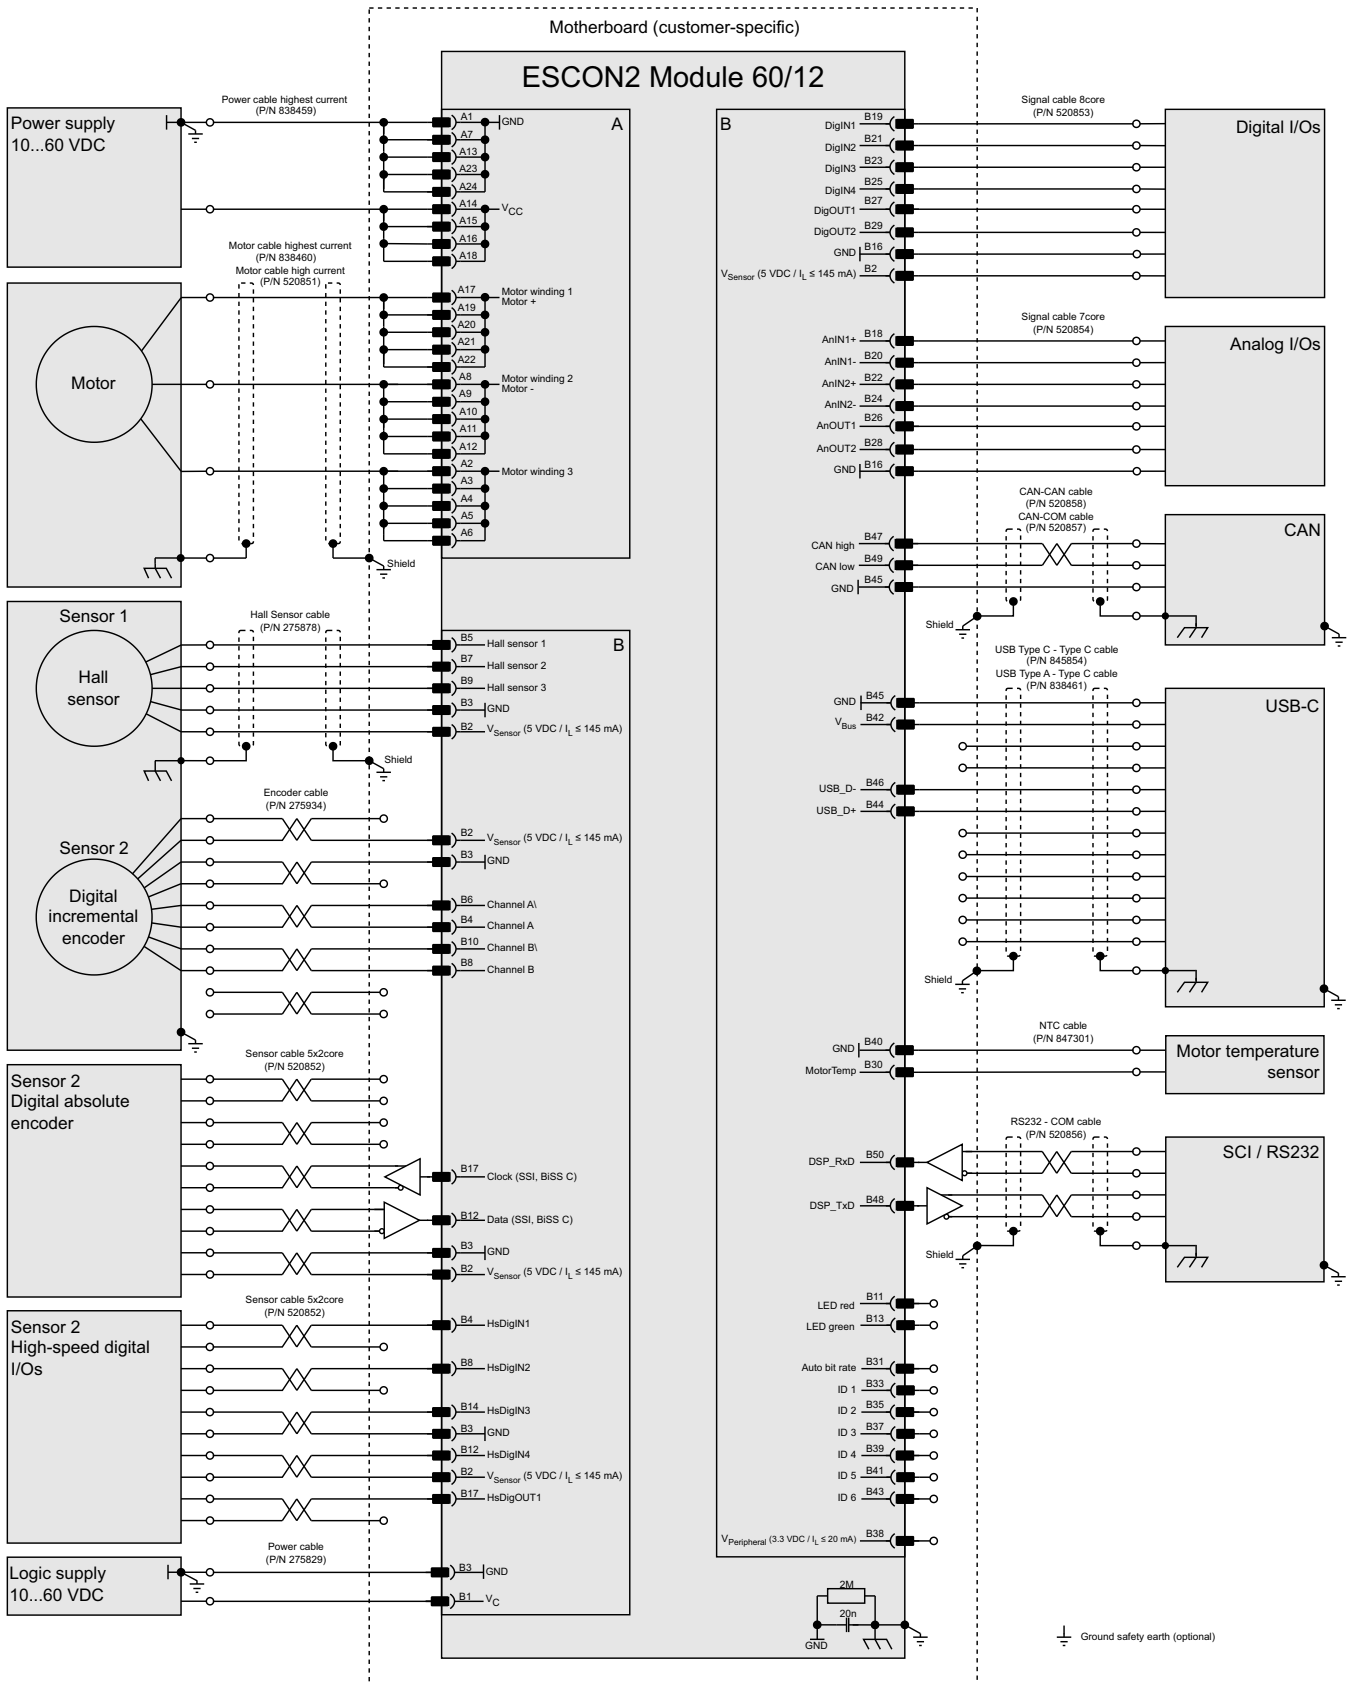 Motherboard (customer-specific)
ESCON2 Module 60/12
Power supply
10...60 VDC
Power cable highest current
(P/N 838459)
A
A1
GND
A7
A13
A23
A24
A14
VCC
A15
A16
A18
Motor cable highest current
(P/N 838460)
Motor cable high current
(P/N 520851)
Motor
A17
Motor winding 1
Motor +
A19
A20
A21
A22
A8
Motor winding 2
Motor -
A9
A10
A11
A12
A2
Motor winding 3
A3
A4
A5
A6
Shield
Sensor 1
Hall
sensor
Hall Sensor cable
(P/N 275878)
B
B5
Hall sensor 1
B7
Hall sensor 2
B9
Hall sensor 3
B3
GND
B2
VSensor (5 VDC / IL ≤ 145 mA)
Shield
Encoder cable
(P/N 275934)
Sensor 2
Digital
incremental
encoder
B2
VSensor (5 VDC / IL ≤ 145 mA)
B3
GND
B6
Channel A\
B4
Channel A
B10
Channel B\
B8
Channel B
Sensor cable 5x2core
(P/N 520852)
Sensor 2
Digital absolute
encoder
B17
Clock (SSI, BiSS C)
B12
Data (SSI, BiSS C)
B3
GND
B2
VSensor (5 VDC / IL ≤ 145 mA)
Sensor cable 5x2core
(P/N 520852)
Sensor 2
High-speed digital
I/Os
B4
HsDigIN1
B8
HsDigIN2
B14
HsDigIN3
B3
GND
B12
HsDigIN4
B2
VSensor (5 VDC / IL ≤ 145 mA)
B17
HsDigOUT1
Power cable
(P/N 275829)
Logic supply
10...60 VDC
B3
GND
B1
VC
B
Signal cable 8core
(P/N 520853)
Digital I/Os
DigIN1
B19
DigIN2
B21
DigIN3
B23
DigIN4
B25
DigOUT1
B27
DigOUT2
B29
GND
B16
VSensor (5 VDC / IL ≤ 145 mA)
B2
Signal cable 7core
(P/N 520854)
Analog I/Os
AnIN1+
B18
AnIN1-
B20
AnIN2+
B22
AnIN2-
B24
AnOUT1
B26
AnOUT2
B28
GND
B16
CAN-CAN cable
(P/N 520858)
CAN-COM cable
(P/N 520857)
CAN
CAN high
B47
CAN low
B49
GND
B45
Shield
USB Type C - Type C cable
(P/N 845854)
USB Type A - Type C cable
(P/N 838461)
USB-C
GND
B45
VBus
B42
USB_D-
B46
USB_D+
B44
Shield
NTC cable
(P/N 847301)
Motor temperature
sensor
GND
B40
MotorTemp
B30
RS232 - COM cable
(P/N 520856)
SCI / RS232
DSP_RxD
B50
DSP_TxD
B48
Shield
LED red
B11
LED green
B13
Auto bit rate
B31
ID 1
B33
ID 2
B35
ID 3
B37
ID 4
B39
ID 5
B41
ID 6
B43
VPeripheral (3.3 VDC / IL ≤ 20 mA)
B38
2M
20n
GND
Ground safety earth (optional)